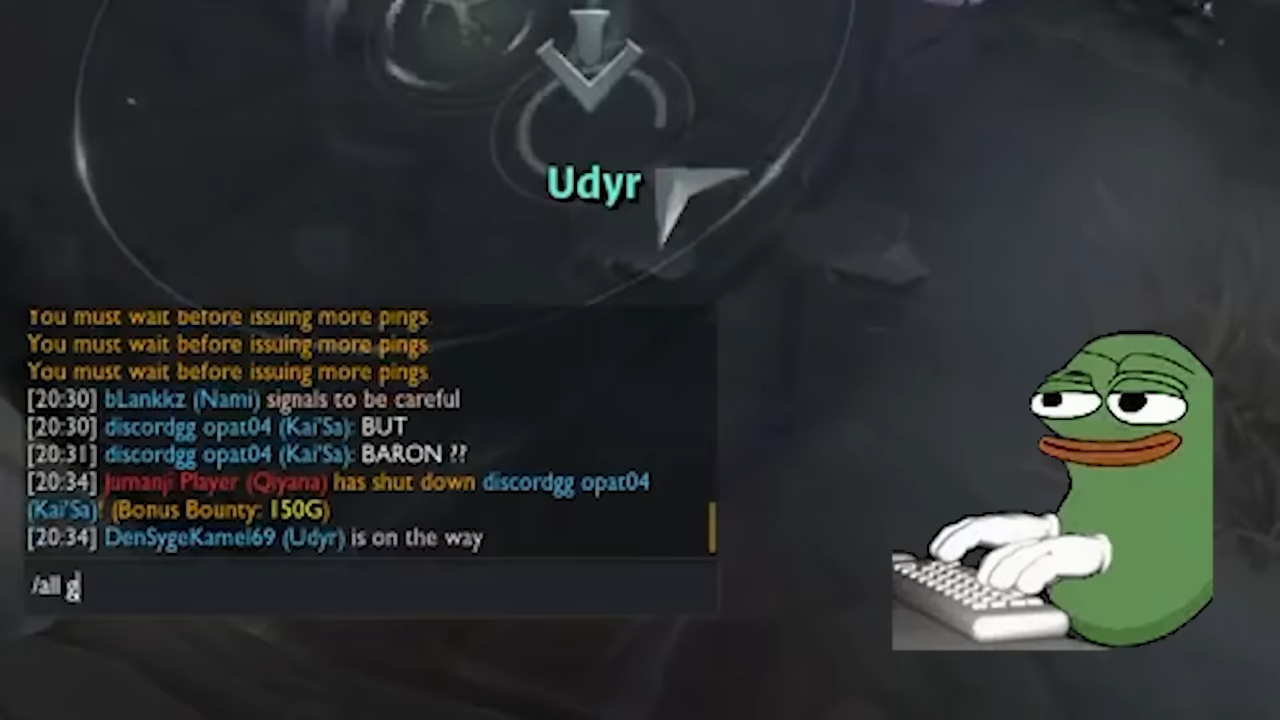 Udyr
You must wait before issuing more pings
You must wait before issuing more pings
You must wait before issuing more pings
[20:30] bLankkz (Nami) signals to be careful
[20:30] discordgg opat04 (Kai'Sa): BUT
[20:31] discordgg opat04 (Kai'Sa): BARON ??
[20:34] Jumanji Player (Qiyana) has shut down discordgg opat04
(Kai'Sa)! (Bonus Bounty: 150G)
[20:34] DenSygeKamel69 (Udyr) is on the way
/all g